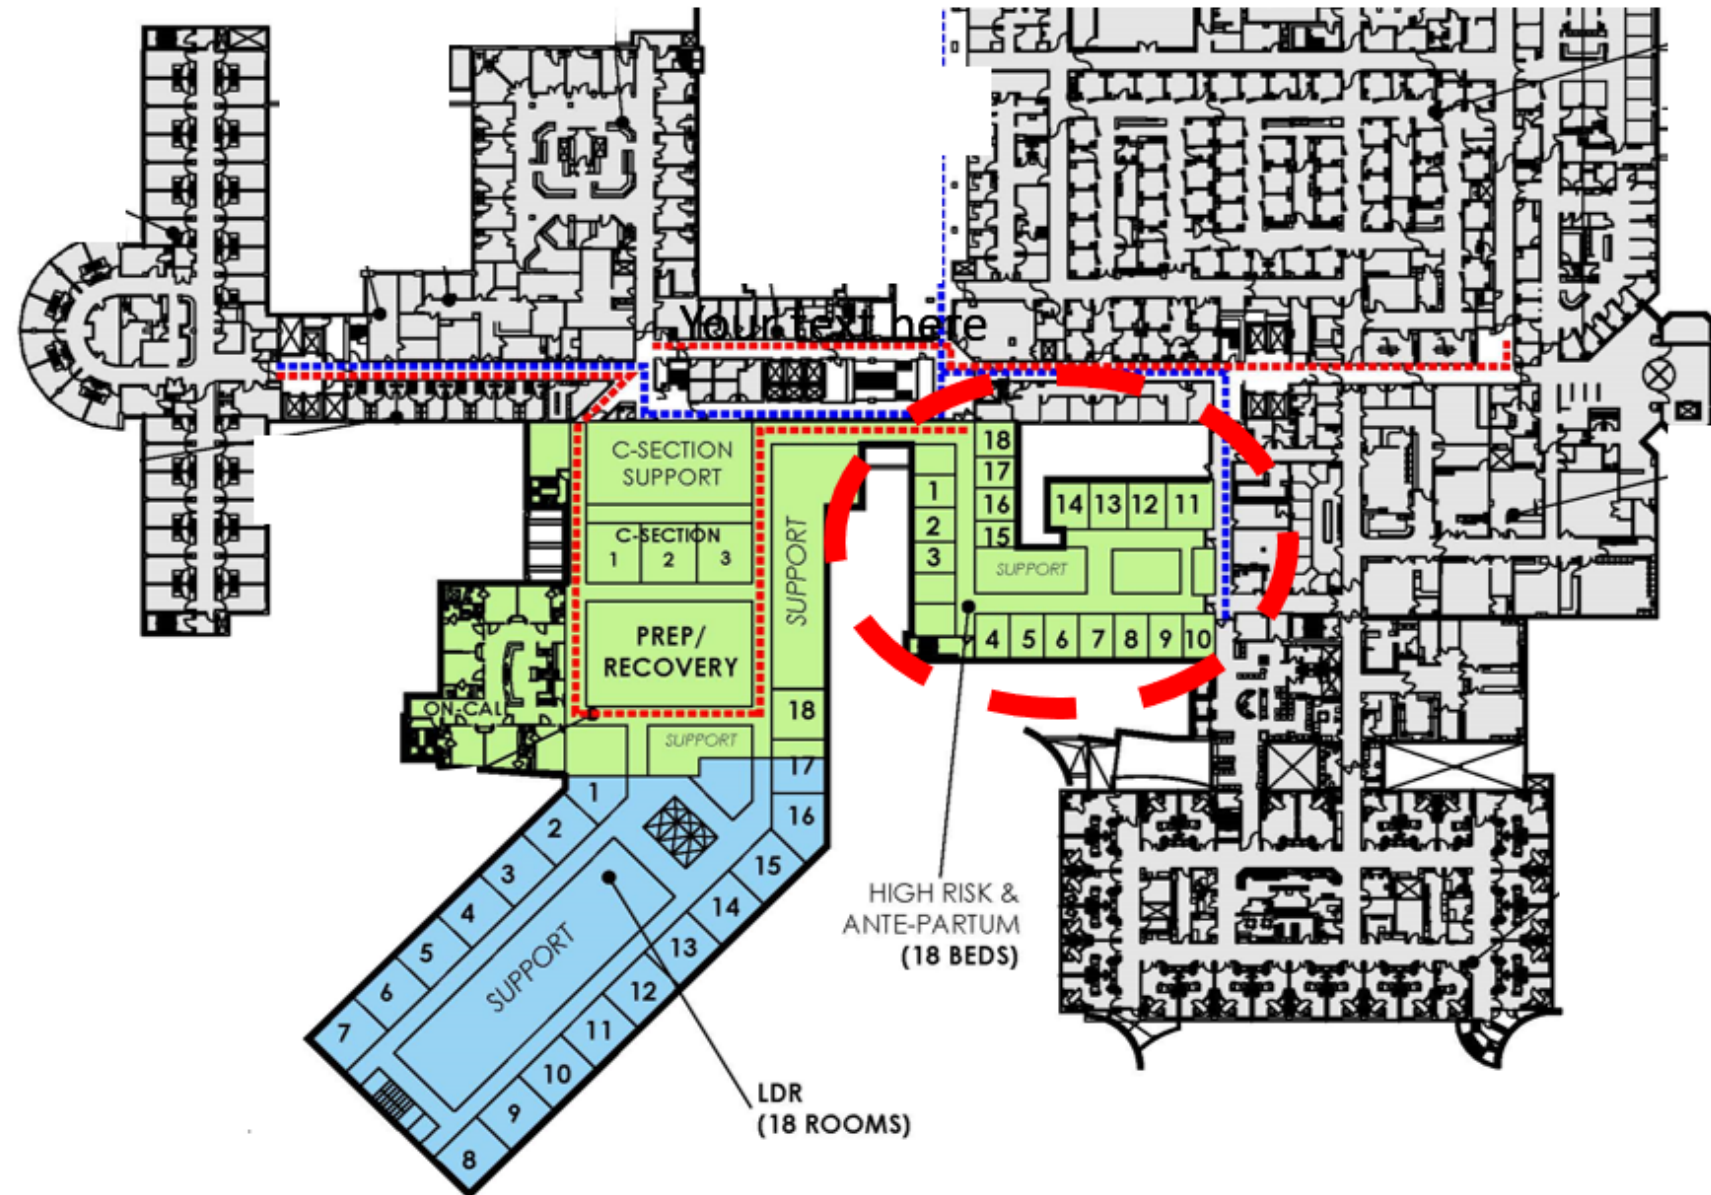 Your text here
C-SECTION
SUPPORT
C-SECTION
1 2 3
PREP/
RECOVERY
SUPPORT
ON-CAL
SUPPORT
18
17
16
15
14
13
12
11
10
9
8
1
2
3
4
5
6
7
SUPPORT
18
17
16
15
1
2
3
14 13 12 11
SUPPORT
4 5 6 7 8 9 10
HIGH RISK &
ANTE-PARTUM
(18 BEDS)
LDR
(18 ROOMS)